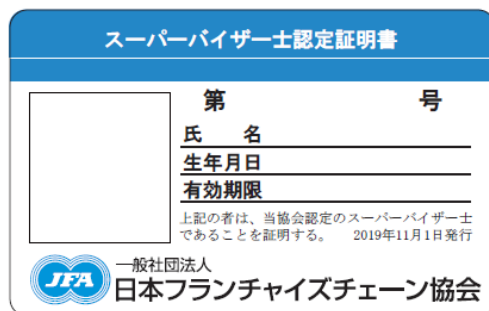 スーパーバイザー士認定証明書
第 号
氏 名
生年月日
有効期限
上記の者は、当協会認定のスーパーバイザー士
であることを証明する。 2019年11月1日発行
JFA 一般社団法人
日本フランチャイズチェーン協会